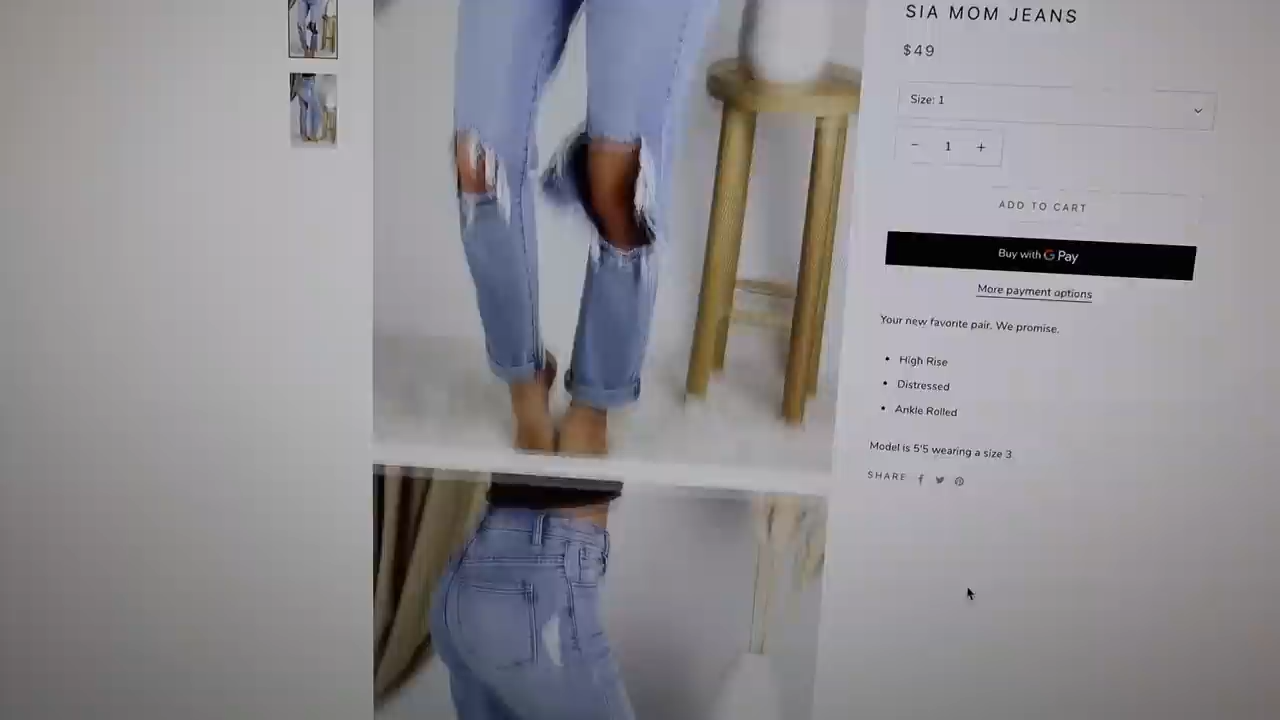 SIA MOM JEANS
$49
Size: 1
− 1 +
ADD TO CART
Buy with G Pay
More payment options
Your new favorite pair. We promise.
• High Rise
• Distressed
• Ankle Rolled
Model is 5'5 wearing a size 3
SHARE